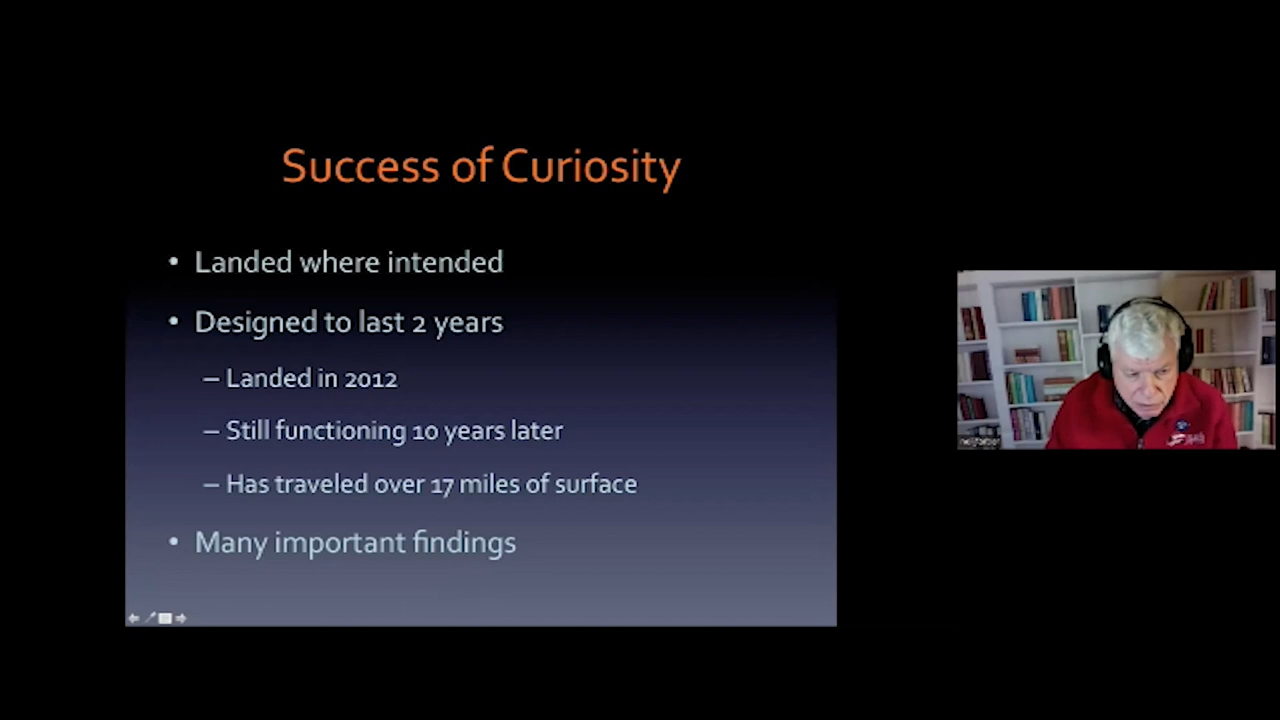 Success of Curiosity
• Landed where intended
• Designed to last 2 years
– Landed in 2012
– Still functioning 10 years later
– Has traveled over 17 miles of surface
• Many important findings